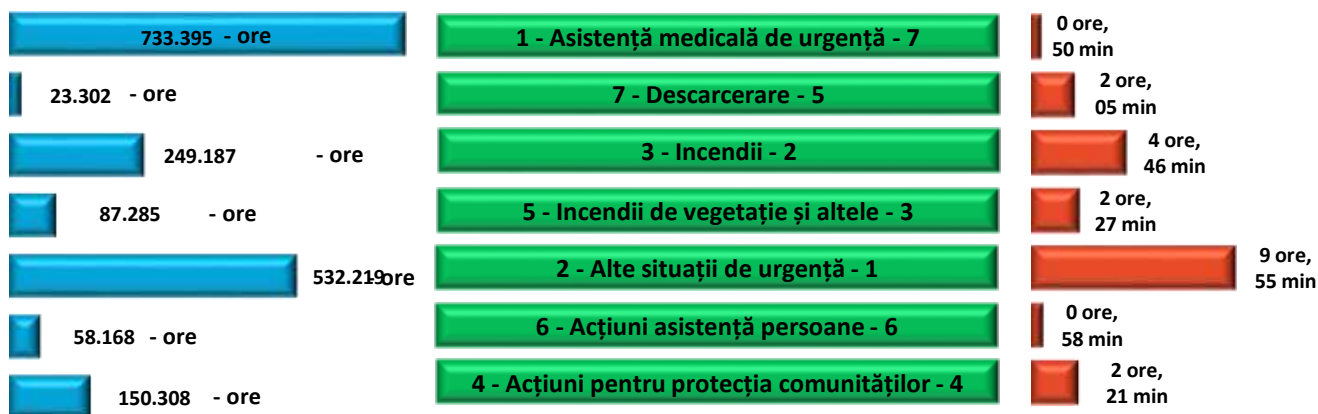 733.395 - ore
1 - Asistență medicală de urgență - 7
0 ore,
50 min
23.302 - ore
7 - Descarcerare - 5
2 ore,
05 min
249.187 - ore
3 - Incendii - 2
4 ore,
46 min
87.285 - ore
5 - Incendii de vegetație și altele - 3
2 ore,
27 min
532.219 - ore
2 - Alte situații de urgență - 1
9 ore,
55 min
58.168 - ore
6 - Acțiuni asistență persoane - 6
0 ore,
58 min
150.308 - ore
4 - Acțiuni pentru protecția comunităților - 4
2 ore,
21 min